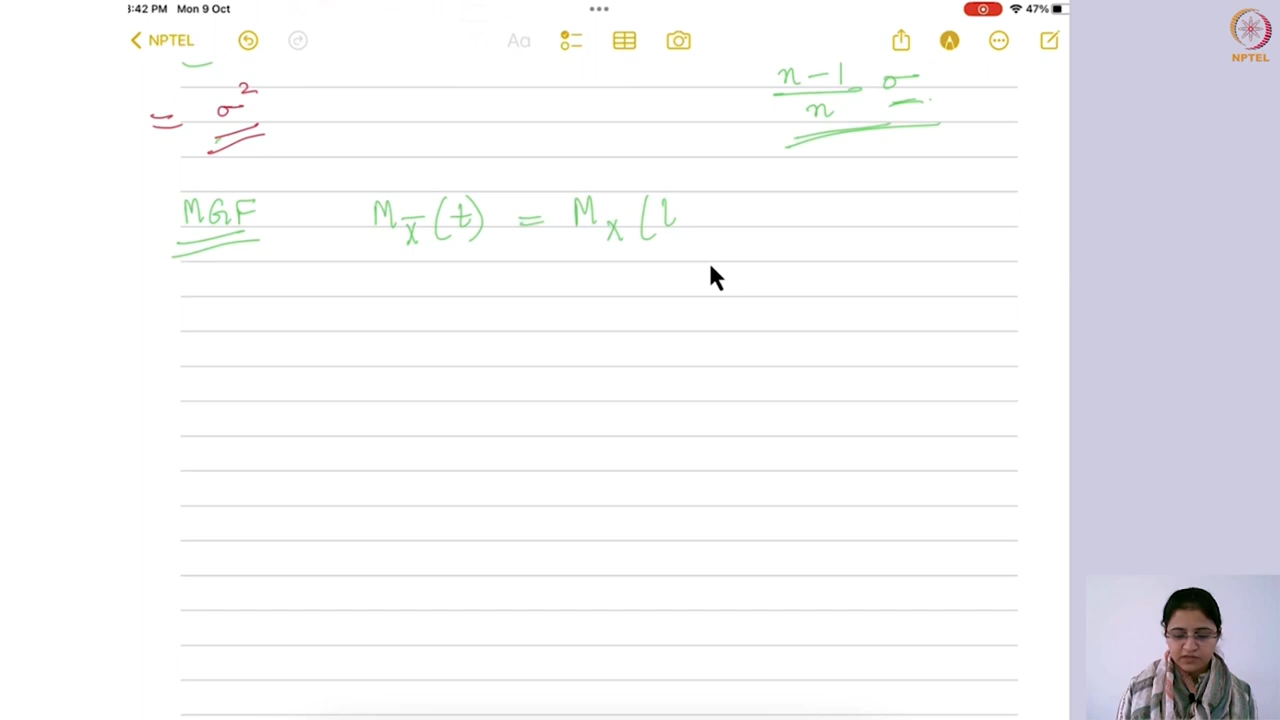 3:42 PM Mon 9 Oct
47%
NPTEL
Aa
NPTEL
n-1/n σ
= σ²
MGF M_X̄(t) = M_X(